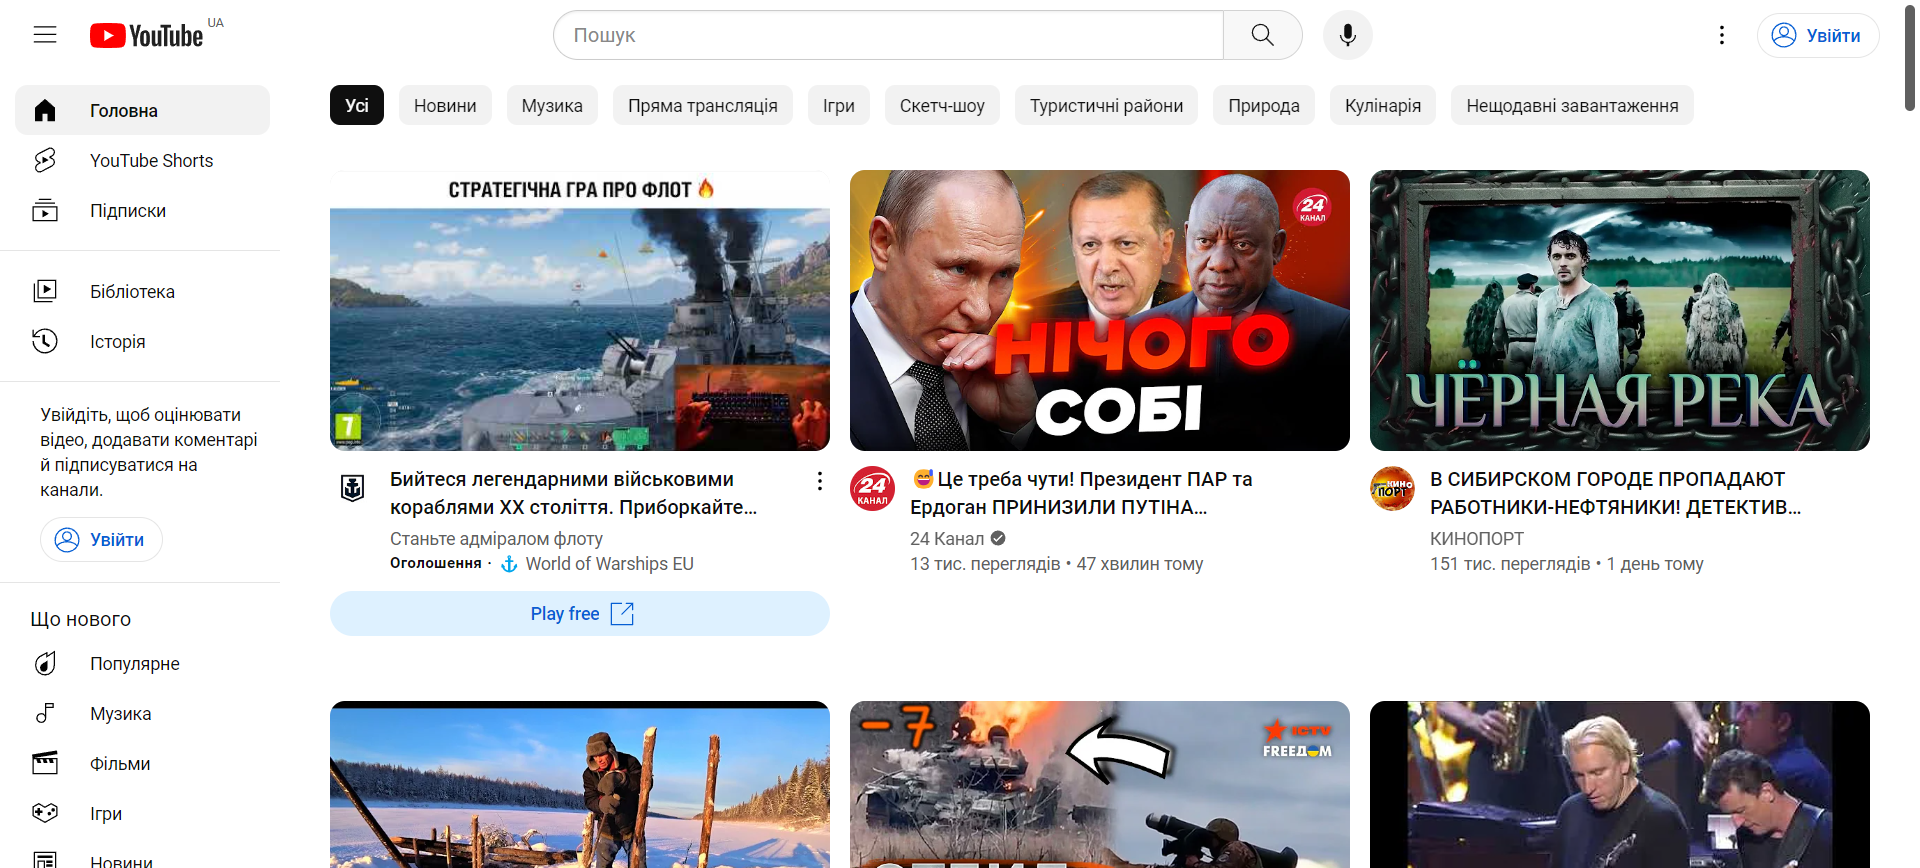 YouTube UA
Пошук
Увійти
Головна
YouTube Shorts
Підписки
Бібліотека
Історія
Увійдіть, щоб оцінювати
відео, додавати коментарі
й підписуватися на
канали.
Увійти
Що нового
Популярне
Музика
Фільми
Ігри
Новини
Усі
Новини
Музика
Пряма трансляція
Ігри
Скетч-шоу
Туристичні райони
Природа
Кулінарія
Нещодавні завантаження
СТРАТЕГІЧНА ГРА ПРО ФЛОТ🔥
7
Бийтеся легендарними військовими
кораблями XX століття. Приборкайте...
Станьте адміралом флоту
Оголошення · World of Warships EU
Play free
24
КАНАЛ
НІЧОГО
СОБІ
24
КАНАЛ
😅Це треба чути! Президент ПАР та
Ердоган ПРИНИЗИЛИ ПУТІНА...
24 Канал
13 тис. переглядів • 47 хвилин тому
ЧЁРНАЯ РЕКА
КИНО
ПОРТ
В СИБИРСКОМ ГОРОДЕ ПРОПАДАЮТ
РАБОТНИКИ-НЕФТЯНИКИ! ДЕТЕКТИВ...
КИНОПОРТ
151 тис. переглядів • 1 день тому
-7
ICTV
FREEДОМ